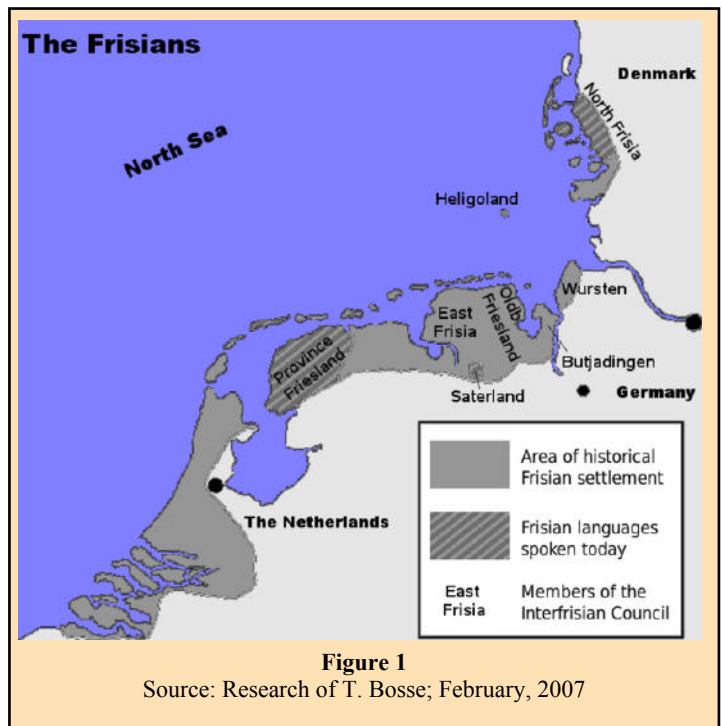 The Frisians
Denmark
North Frisia
North Sea
Heligoland
Wursten
East
Frisia
Oldb.
Friesland
Butjadingen
Province
Friesland
Saterland
Germany
The Netherlands
Area of historical
Frisian settlement
Frisian languages
spoken today
East
Frisia
Members of the
Interfrisian Council
Figure 1
Source: Research of T. Bosse; February, 2007